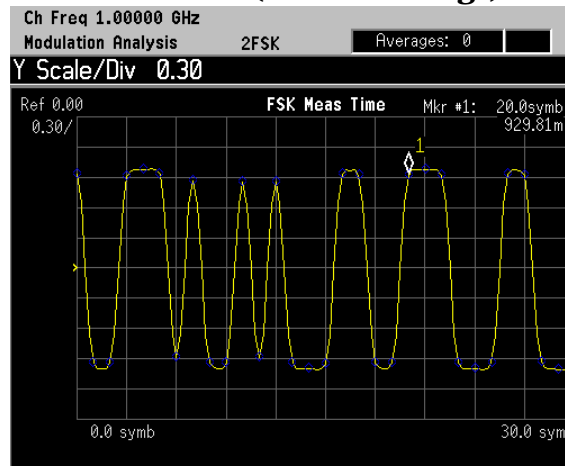 Ch Freq 1.00000 GHz
Modulation Analysis 2FSK Averages: 0
Y Scale/Div 0.30
Ref 0.00 FSK Meas Time Mkr #1: 20.0symb
0.30/ 929.81m
1
0.0 symb 30.0 sym